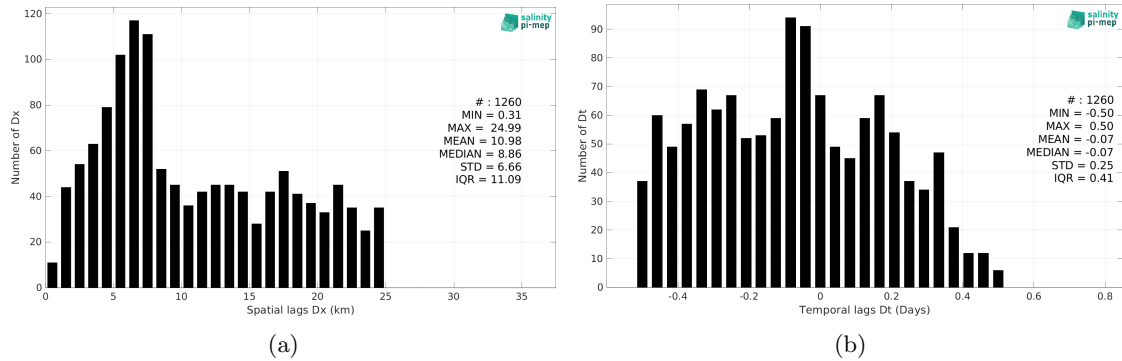 120
100
80
60
40
20
0
Number of Dx
salinity
pi-mep
# : 1260
MIN = 0.31
MAX = 24.99
MEAN = 10.98
MEDIAN = 8.86
STD = 6.66
IQR = 11.09
0 5 10 15 20 25 30 35
Spatial lags Dx (km)
(a)
90
80
70
60
50
40
30
20
10
0
Number of Dt
salinity
pi-mep
# : 1260
MIN = -0.50
MAX = 0.50
MEAN = -0.07
MEDIAN = -0.07
STD = 0.25
IQR = 0.41
-0.4 -0.2 0 0.2 0.4 0.6 0.8
Temporal lags Dt (Days)
(b)